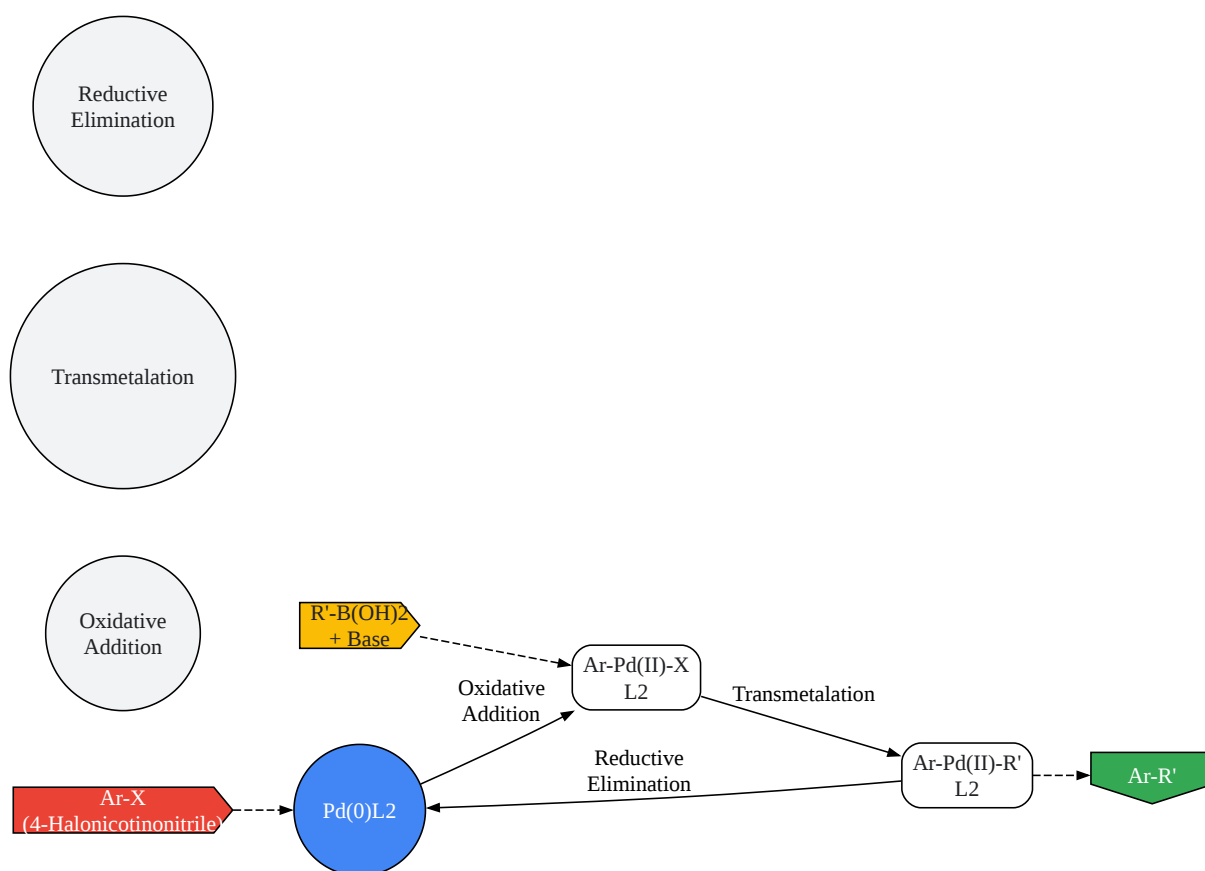 Reductive
Elimination
Transmetalation
Oxidative
Addition
R'-B(OH)2
+ Base
Ar-Pd(II)-X
L2
Oxidative
Addition
Transmetalation
Reductive
Elimination
Ar-Pd(II)-R'
L2
Ar-R'
Ar-X
(4-Halonicotinonitrile)
Pd(0)L2